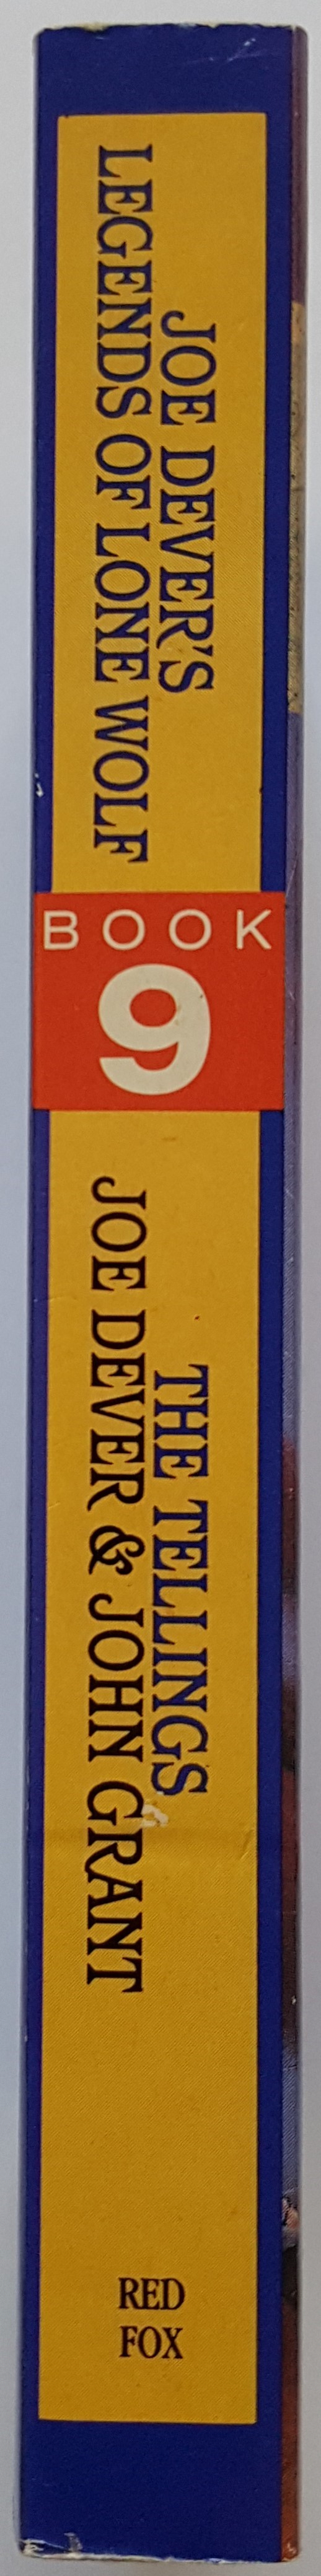 JOE DEVER'S
LEGENDS OF LONE WOLF
BOOK
9
THE TELLINGS
JOE DEVER & JOHN GRANT
RED
FOX